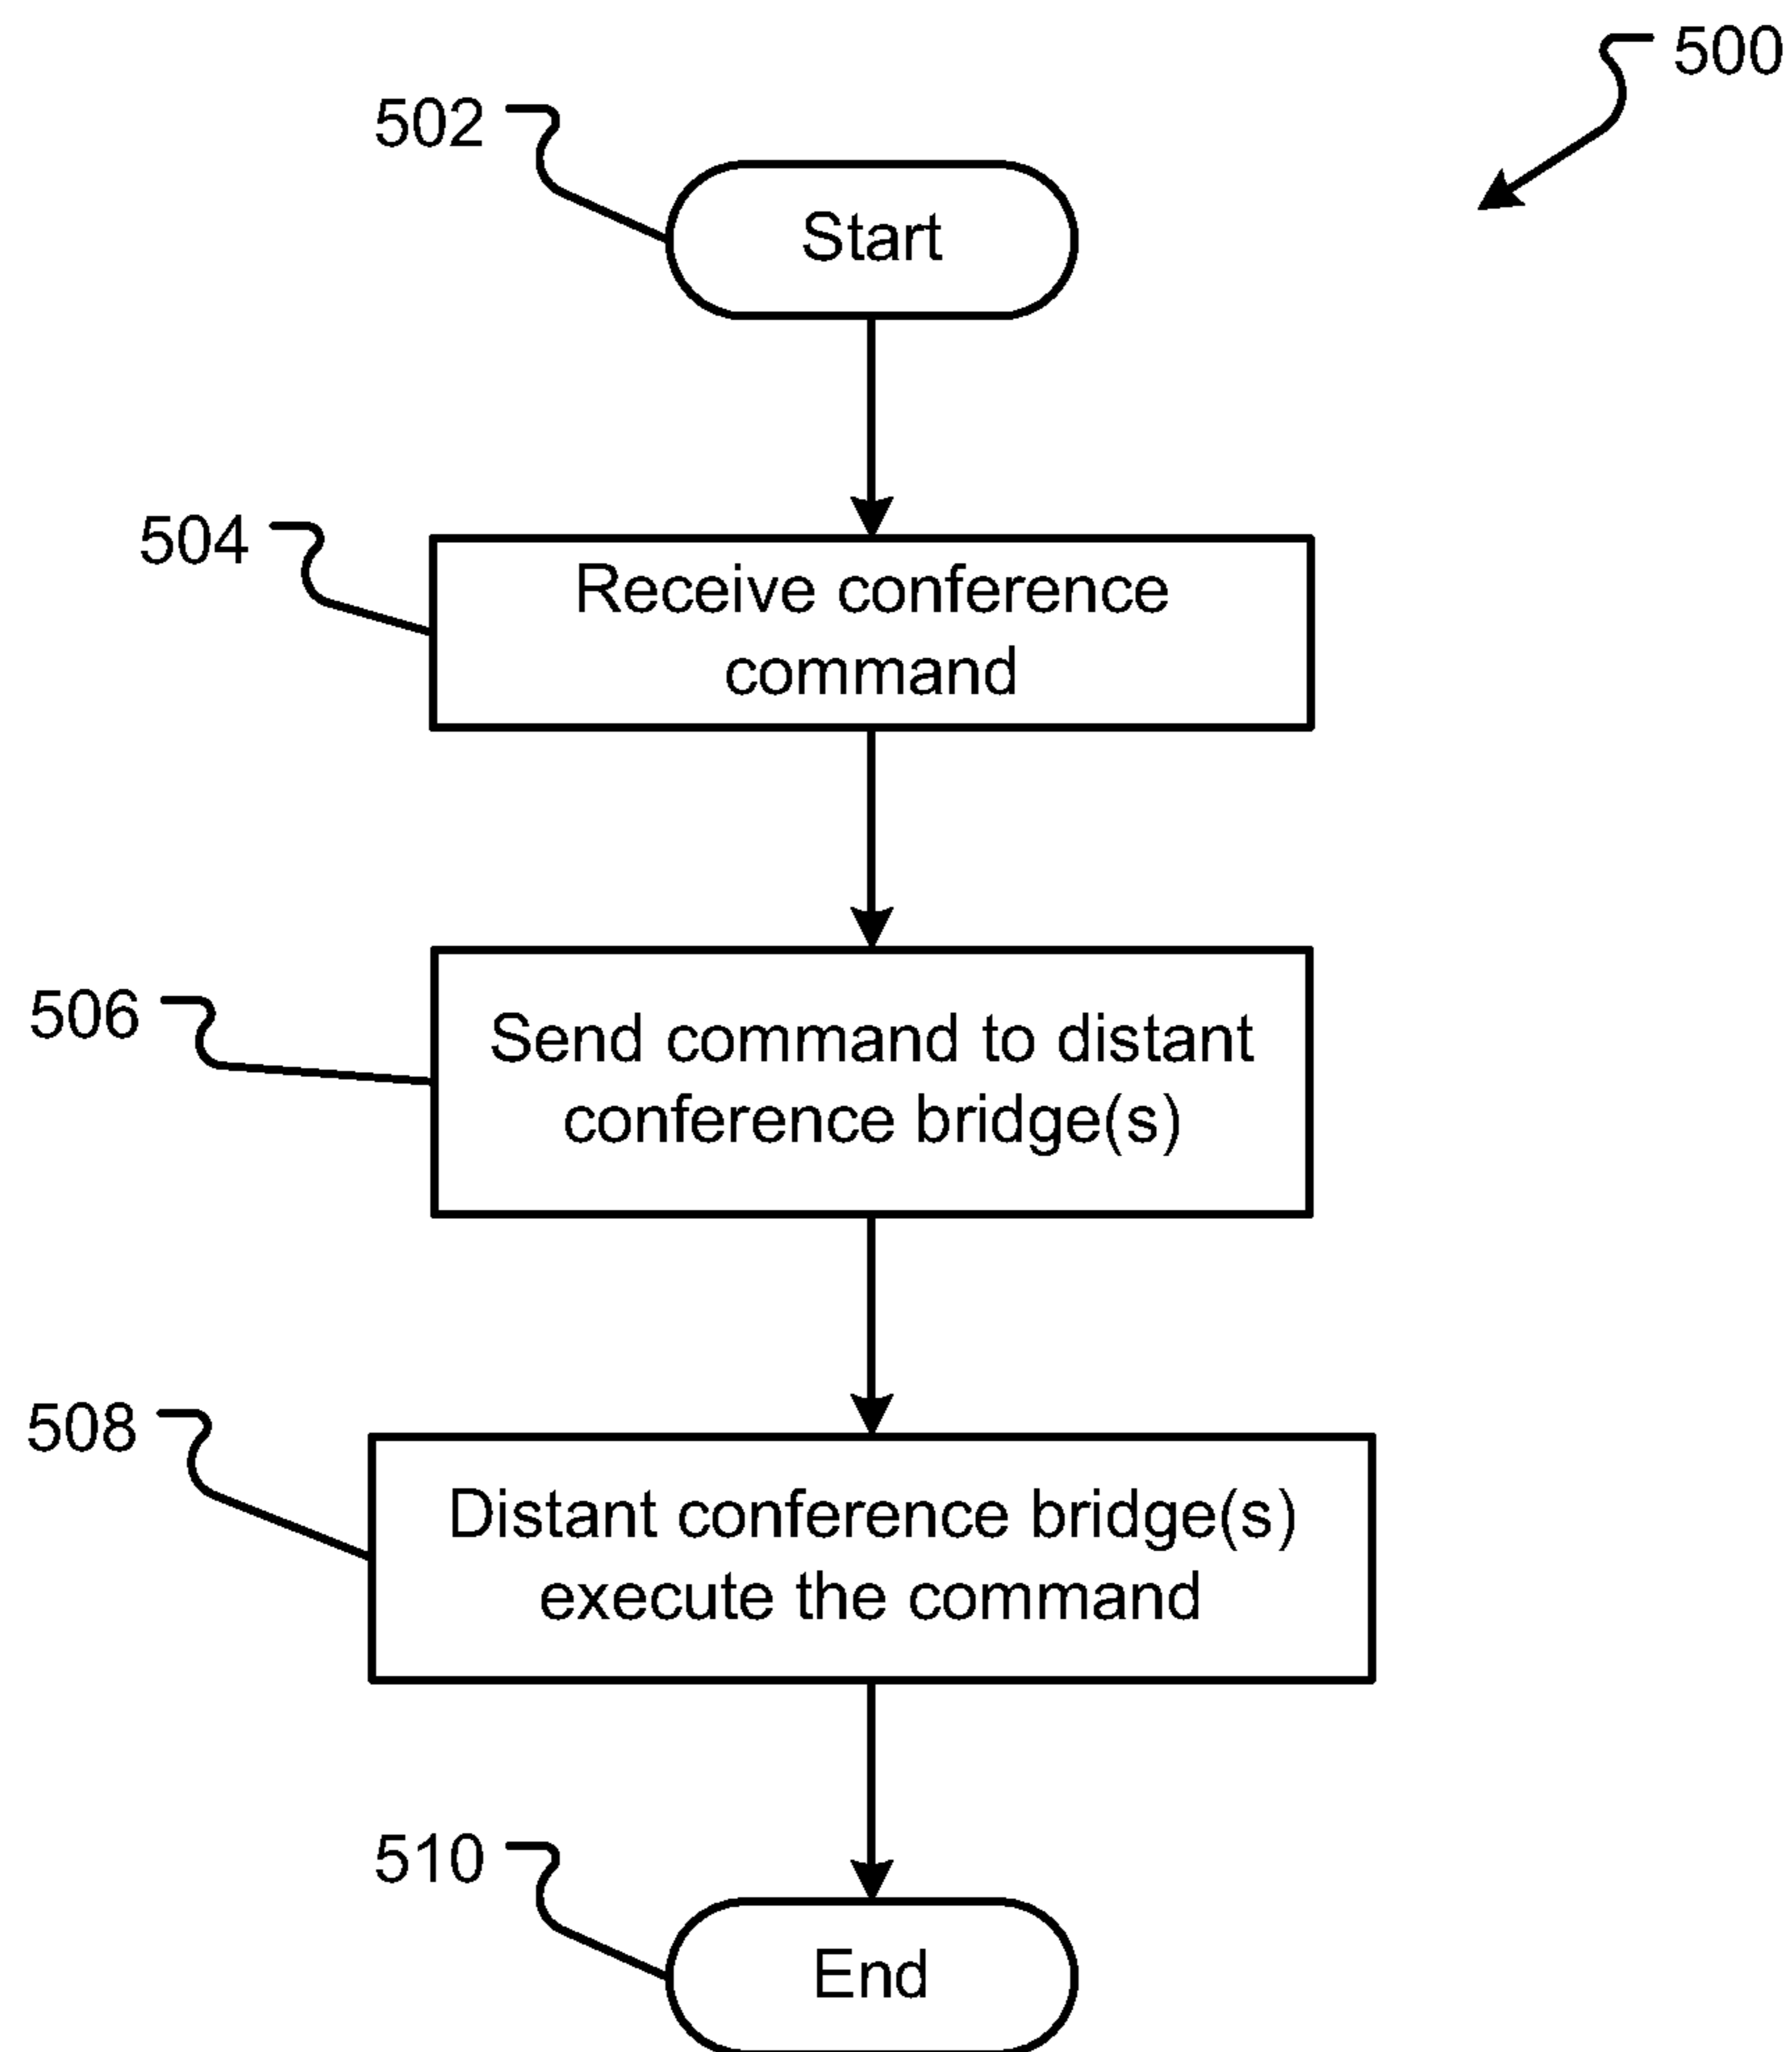 500
502
Start
504
Receive conference
command
506
Send command to distant
conference bridge(s)
508
Distant conference bridge(s)
execute the command
510
End